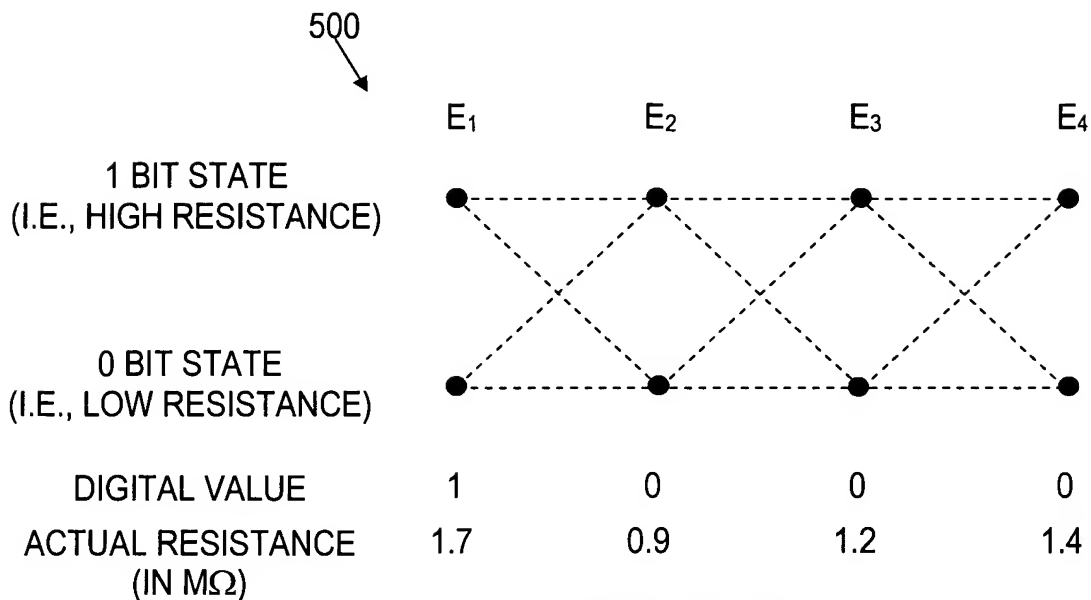 500
E₁ E₂ E₃ E₄
1 BIT STATE
(I.E., HIGH RESISTANCE)
0 BIT STATE
(I.E., LOW RESISTANCE)
DIGITAL VALUE 1 0 0 0
ACTUAL RESISTANCE 1.7 0.9 1.2 1.4
(IN MΩ)